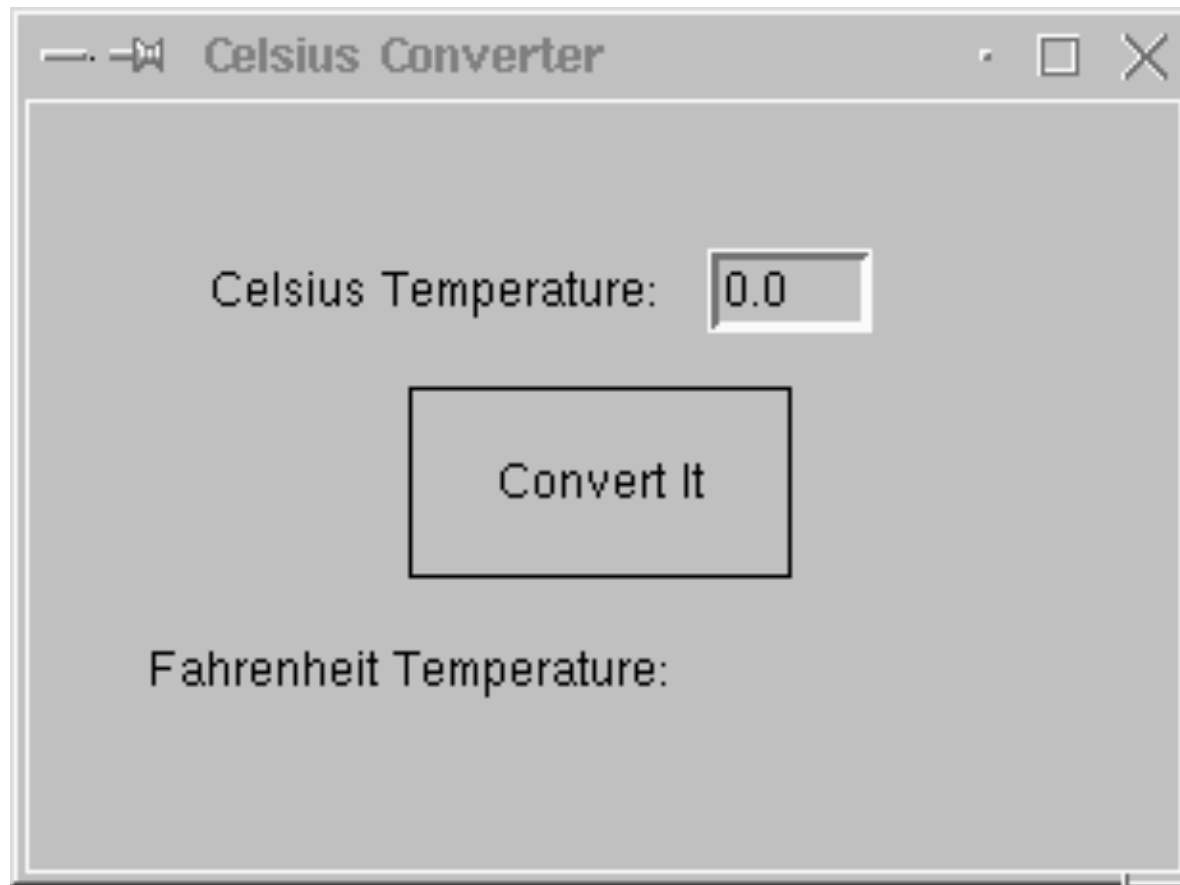 Celsius Converter
Celsius Temperature: 0.0
Convert It
Fahrenheit Temperature: